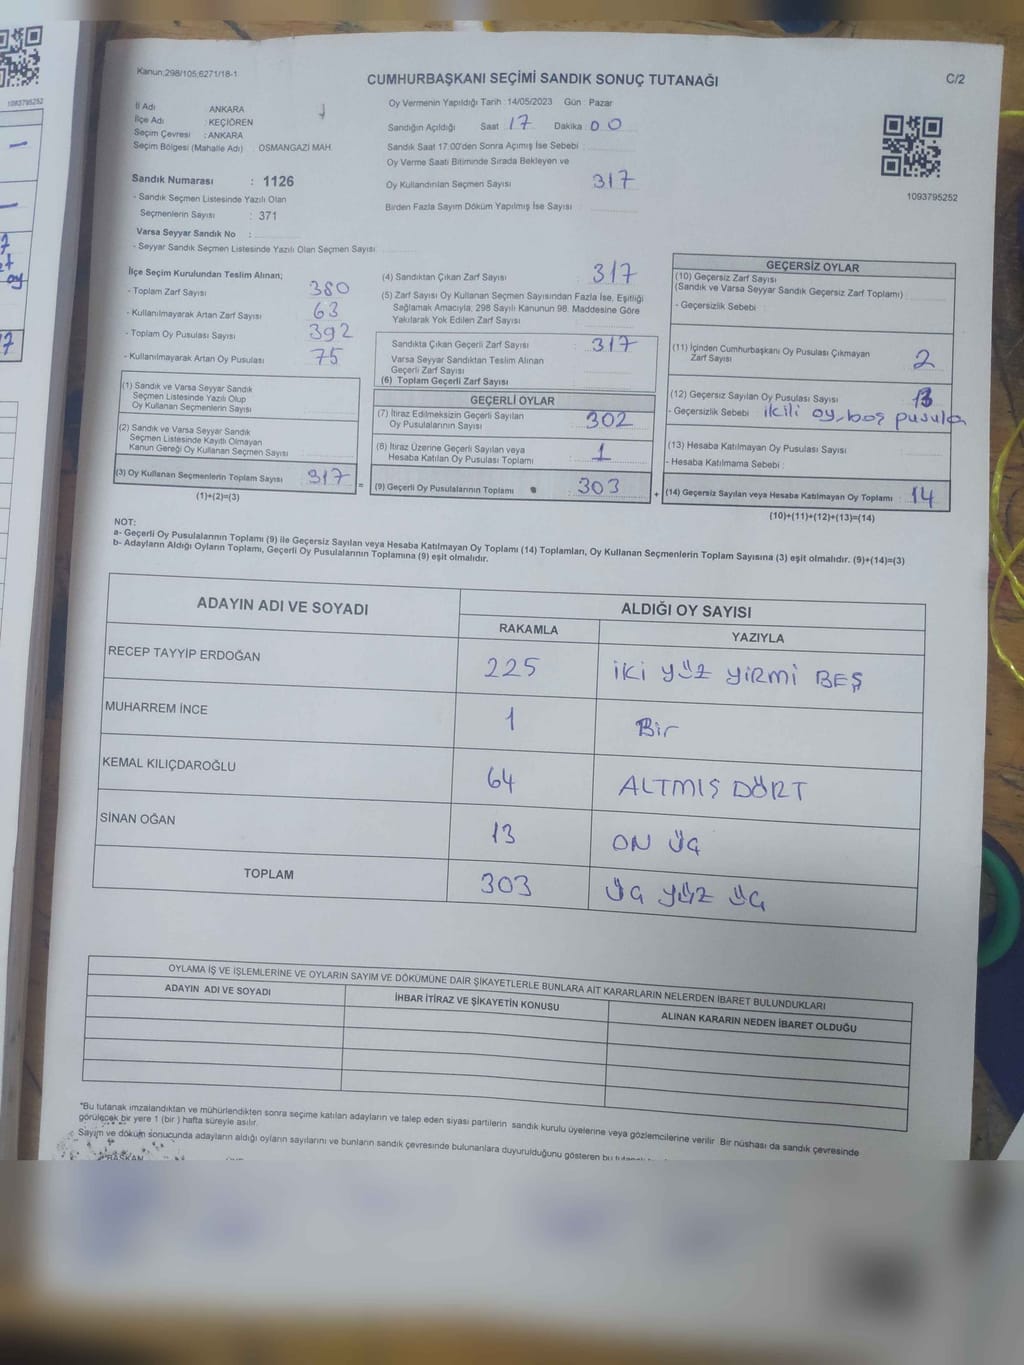 Kanun;298/105;6271/18-1
CUMHURBAŞKANI SEÇİMİ SANDIK SONUÇ TUTANAĞI
C/2
1093795252
İl Adı : ANKARA
İlçe Adı : KEÇİÖREN
Seçim Çevresi : ANKARA
Seçim Bölgesi (Mahalle Adı) : OSMANGAZİ MAH.
Oy Vermenin Yapıldığı Tarih : 14/05/2023 Gün : Pazar
Sandığın Açıldığı Saat : 17 Dakika : 00
Sandık Saat 17:00'den Sonra Açımış İse Sebebi :
Oy Verme Saati Bitiminde Sırada Bekleyen ve
Oy Kullandırılan Seçmen Sayısı : 317
Birden Fazla Sayım Döküm Yapılmış İse Sayısı :
1093795252
Sandık Numarası : 1126
- Sandık Seçmen Listesinde Yazılı Olan
Seçmenlerin Sayısı : 371
Varsa Seyyar Sandık No :
- Seyyar Sandık Seçmen Listesinde Yazılı Olan Seçmen Sayısı :
İlçe Seçim Kurulundan Teslim Alınan;
- Toplam Zarf Sayısı : 380
- Kullanılmayarak Artan Zarf Sayısı : 63
- Toplam Oy Pusulası Sayısı : 392
- Kullanılmayarak Artan Oy Pusulası : 75
(1) Sandık ve Varsa Seyyar Sandık
Seçmen Listesinde Yazılı Olup
Oy Kullanan Seçmenlerin Sayısı :
(2) Sandık ve Varsa Seyyar Sandık
Seçmen Listesinde Kayıtlı Olmayan
Kanun Gereği Oy Kullanan Seçmen Sayısı :
(3) Oy Kullanan Seçmenlerin Toplam Sayısı : 317
(1)+(2)=(3)
=
(4) Sandıktan Çıkan Zarf Sayısı : 317
(5) Zarf Sayısı Oy Kullanan Seçmen Sayısından Fazla İse, Eşitliği
Sağlamak Amacıyla; 298 Sayılı Kanunun 98. Maddesine Göre
Yakılarak Yok Edilen Zarf Sayısı :
Sandıkta Çıkan Geçerli Zarf Sayısı : 317
Varsa Seyyar Sandıktan Teslim Alınan
Geçerli Zarf Sayısı :
(6) Toplam Geçerli Zarf Sayısı :
GEÇERLİ OYLAR
(7) İtiraz Edilmeksizin Geçerli Sayılan
Oy Pusulalarının Sayısı : 302
(8) İtiraz Üzerine Geçerli Sayılan veya
Hesaba Katılan Oy Pusulası Toplamı : 1
(9) Geçerli Oy Pusulalarının Toplamı : 303
+
GEÇERSİZ OYLAR
(10) Geçersiz Zarf Sayısı
(Sandık ve Varsa Seyyar Sandık Geçersiz Zarf Toplamı) :
- Geçersizlik Sebebi :
(11) İçinden Cumhurbaşkanı Oy Pusulası Çıkmayan
Zarf Sayısı : 2
(12) Geçersiz Sayılan Oy Pusulası Sayısı :
- Geçersizlik Sebebi : ikili oy, boş pusula
(13) Hesaba Katılmayan Oy Pusulası Sayısı :
- Hesaba Katılmama Sebebi :
(14) Geçersiz Sayılan veya Hesaba Katılmayan Oy Toplamı : 14
(10)+(11)+(12)+(13)=(14)
NOT:
a- Geçerli Oy Pusulalarının Toplamı (9) ile Geçersiz Sayılan veya Hesaba Katılmayan Oy Toplamı (14) Toplamları, Oy Kullanan Seçmenlerin Toplam Sayısına (3) eşit olmalıdır. (9)+(14)=(3)
b- Adayların Aldığı Oyların Toplamı, Geçerli Oy Pusulalarının Toplamına (9) eşit olmalıdır.
ADAYIN ADI VE SOYADI ALDIĞI OY SAYISI
RAKAMLA YAZIYLA
RECEP TAYYİP ERDOĞAN 225 İKİ YÜZ YİRMİ BEŞ
MUHARREM İNCE 1 Bir
KEMAL KILIÇDAROĞLU 64 ALTMIŞ DÖRT
SİNAN OĞAN 13 ON ÜÇ
TOPLAM 303 ÜÇ YÜZ ÜÇ
OYLAMA İŞ VE İŞLEMLERİNE VE OYLARIN SAYIM VE DÖKÜMÜNE DAİR ŞİKAYETLERLE BUNLARA AİT KARARLARIN NELERDEN İBARET BULUNDUKLARI
ADAYIN ADI VE SOYADI İHBAR İTİRAZ VE ŞİKAYETİN KONUSU ALINAN KARARIN NEDEN İBARET OLDUĞU
*Bu tutanak imzalandıktan ve mühürlendikten sonra seçime katılan adayların ve talep eden siyasi partilerin sandık kurulu üyelerine veya gözlemcilerine verilir Bir nüshası da sandık çevresinde
görülecek bir yere 1 (bir) hafta süreyle asılır.
Sayım ve döküm sonucunda adayların aldığı oyların sayılarını ve bunların sandık çevresinde bulunanlara duyurulduğunu gösteren bu
BAŞKAN